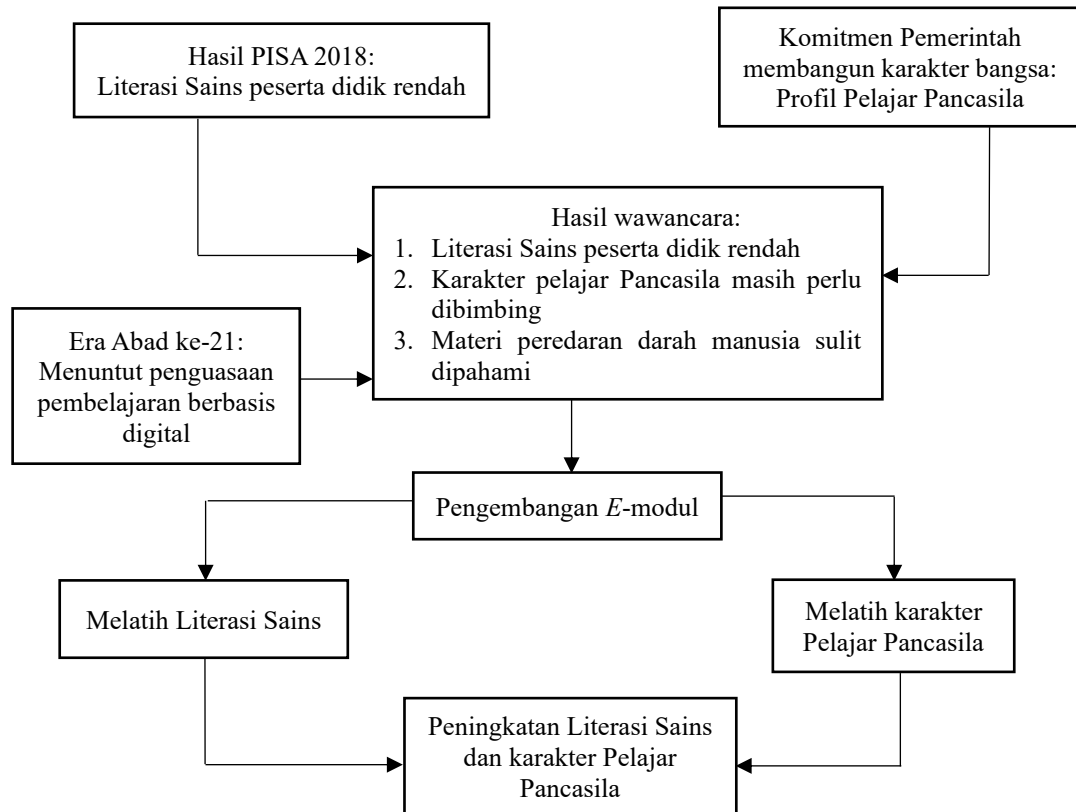 Hasil PISA 2018:
Literasi Sains peserta didik rendah
Komitmen Pemerintah
membangun karakter bangsa:
Profil Pelajar Pancasila
Hasil wawancara:
1. Literasi Sains peserta didik rendah
2. Karakter pelajar Pancasila masih perlu
dibimbing
3. Materi peredaran darah manusia sulit
dipahami
Era Abad ke-21:
Menuntut penguasaan
pembelajaran berbasis
digital
Pengembangan E-modul
Melatih Literasi Sains
Melatih karakter
Pelajar Pancasila
Peningkatan Literasi Sains
dan karakter Pelajar
Pancasila